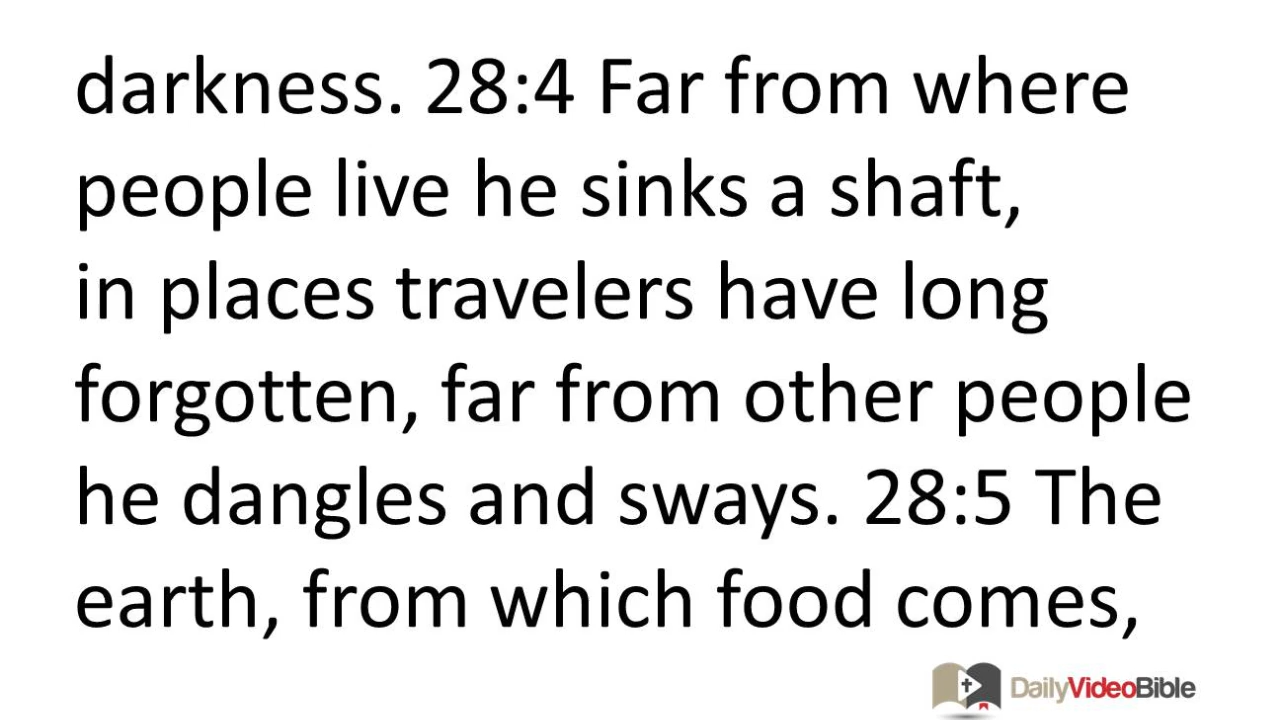 darkness. 28:4 Far from where
people live he sinks a shaft,
in places travelers have long
forgotten, far from other people
he dangles and sways. 28:5 The
earth, from which food comes,
DailyVideoBible